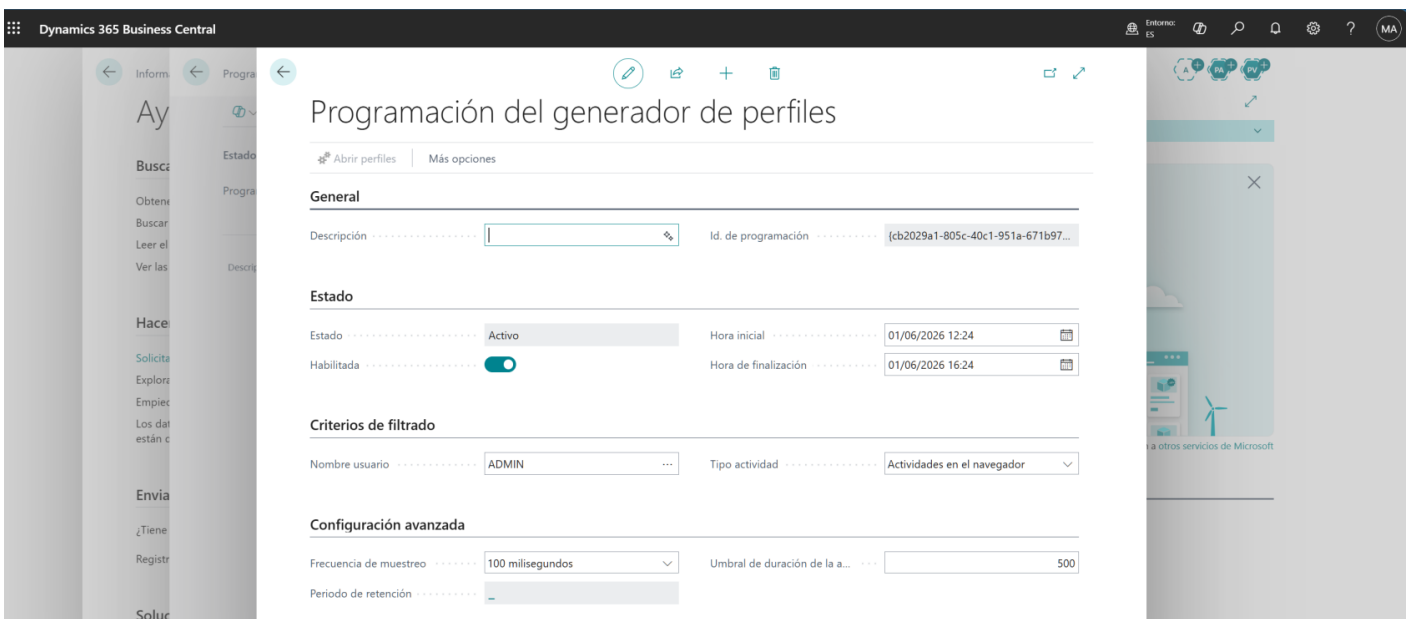 Dynamics 365 Business Central
Entorno:
ES
MA
Inform
Progra
A
PA
PV
Ay
Programación del generador de perfiles
Abrir perfiles
Más opciones
Estado
Busca
Progra
General
Obtene
Buscar
Leer el
Ver las
Descrip
Descripción
Id. de programación
{cb2029a1-805c-40c1-951a-671b97...
Estado
Hace
Estado
Activo
Hora inicial
01/06/2026 12:24
Habilitada
Hora de finalización
01/06/2026 16:24
Solicita
Explora
Empiec
Los dat
están d
Criterios de filtrado
Nombre usuario
ADMIN
...
Tipo actividad
Actividades en el navegador
a otros servicios de Microsoft
Envia
¿Tiene
Registr
Configuración avanzada
Frecuencia de muestreo
100 milisegundos
Umbral de duración de la a...
500
Periodo de retención
_
Soluc